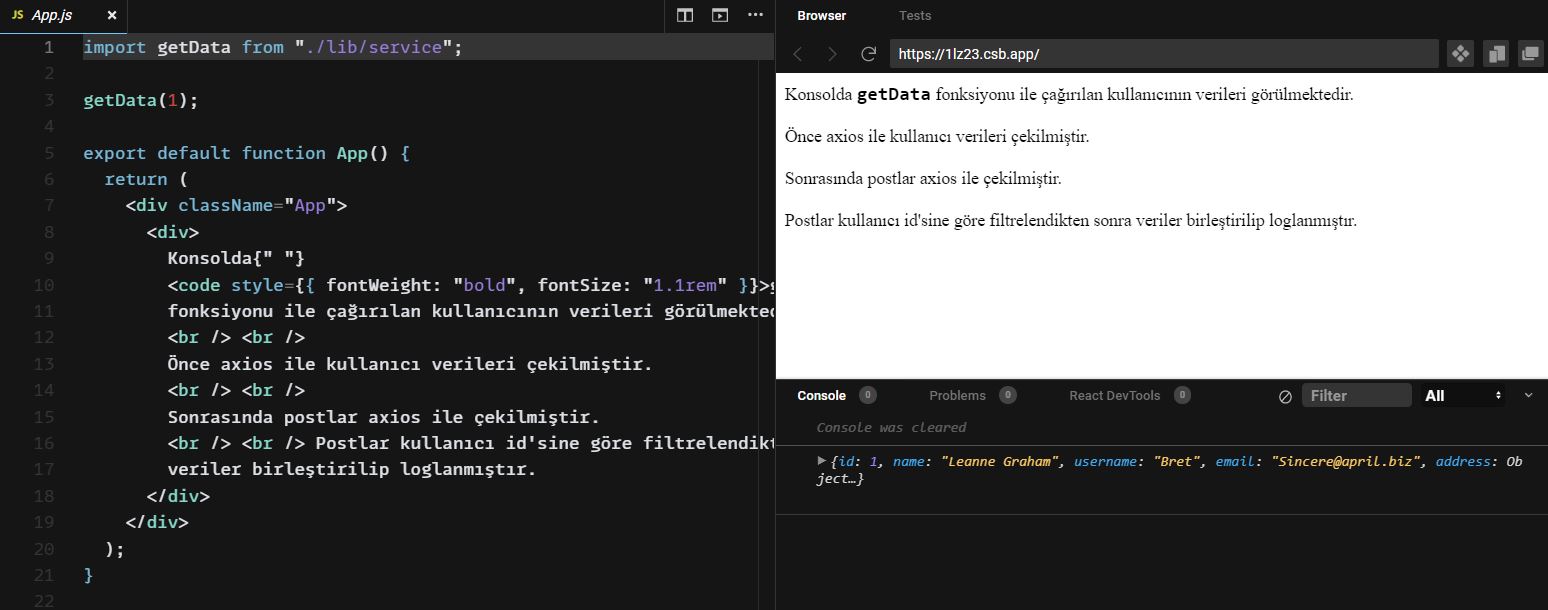 JS App.js ×
1 import getData from "./lib/service";
2
3 getData(1);
4
5 export default function App() {
6 return (
7 <div className="App">
8 <div>
9 Konsolda{" "}
10 <code style={{ fontWeight: "bold", fontSize: "1.1rem" }}>g
11 fonksiyonu ile çağırılan kullanıcının verileri görülmekted
12 <br /> <br />
13 Önce axios ile kullanıcı verileri çekilmiştir.
14 <br /> <br />
15 Sonrasında postlar axios ile çekilmiştir.
16 <br /> <br /> Postlar kullanıcı id'sine göre filtrelendikt
17 veriler birleştirilip loglanmıştır.
18 </div>
19 </div>
20 );
21 }
22
Browser Tests
https://1lz23.csb.app/
Konsolda getData fonksiyonu ile çağırılan kullanıcının verileri görülmektedir.
Önce axios ile kullanıcı verileri çekilmiştir.
Sonrasında postlar axios ile çekilmiştir.
Postlar kullanıcı id'sine göre filtrelendikten sonra veriler birleştirilip loglanmıştır.
Console 0 Problems 0 React DevTools 0 Filter All
Console was cleared
▶{id: 1, name: "Leanne Graham", username: "Bret", email: "Sincere@april.biz", address: Ob
ject…}